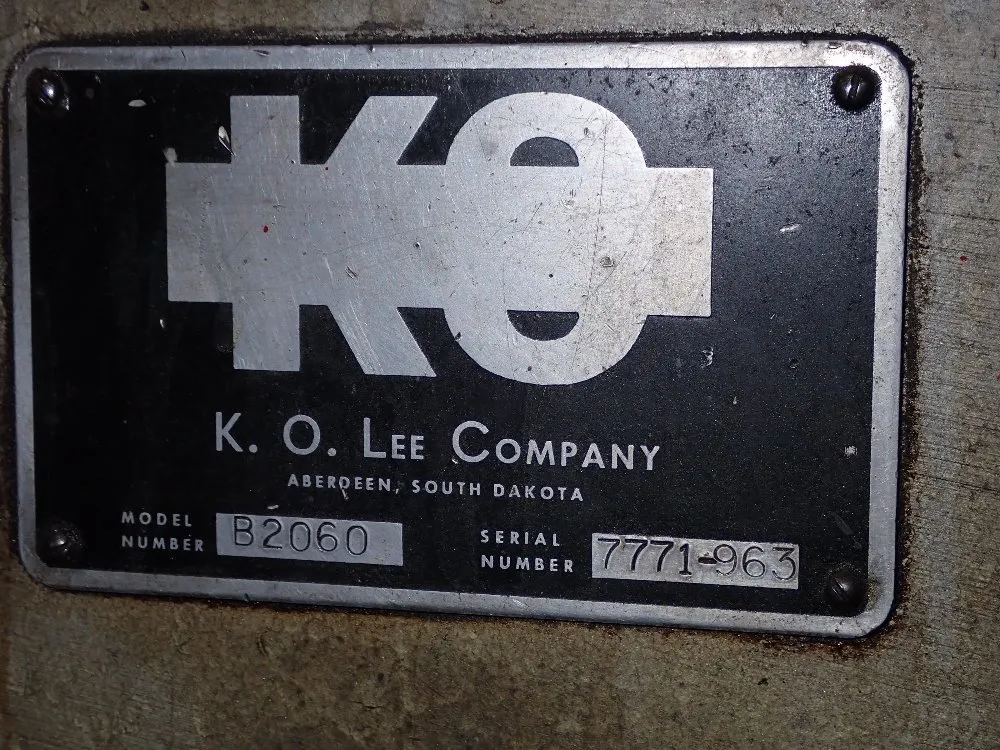 KO
K. O. LEE COMPANY
ABERDEEN, SOUTH DAKOTA
MODEL NUMBER B2060
SERIAL NUMBER 7771-963